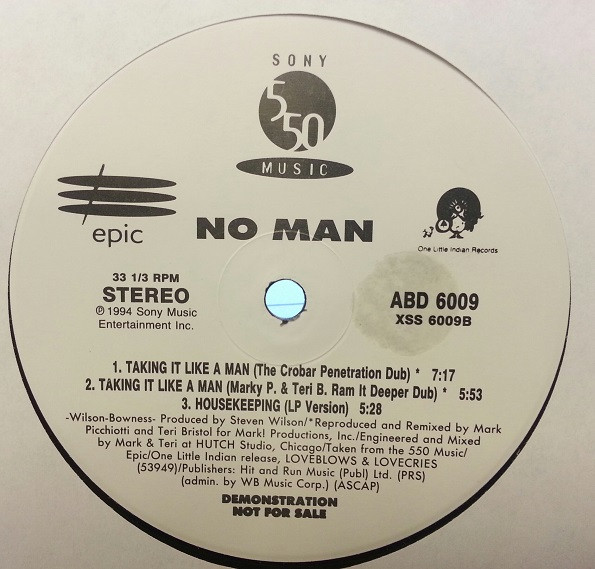 SONY
550
MUSIC
epic
NO MAN
One Little Indian Records
33 1/3 RPM
STEREO
℗ 1994 Sony Music
Entertainment Inc.
ABD 6009
XSS 6009B
1. TAKING IT LIKE A MAN (The Crobar Penetration Dub) * 7:17
2. TAKING IT LIKE A MAN (Marky P. & Teri B. Ram It Deeper Dub) * 5:53
3. HOUSEKEEPING (LP Version) 5:28
-Wilson-Bowness- Produced by Steven Wilson/*Reproduced and Remixed by Mark
Picchiotti and Teri Bristol for Mark! Productions, Inc./Engineered and Mixed
by Mark & Teri at HUTCH Studio, Chicago/Taken from the 550 Music/
Epic/One Little Indian release, LOVEBLOWS & LOVECRIES
(53949)/Publishers: Hit and Run Music (Publ) Ltd. (PRS)
(admin. by WB Music Corp.) (ASCAP)
DEMONSTRATION
NOT FOR SALE